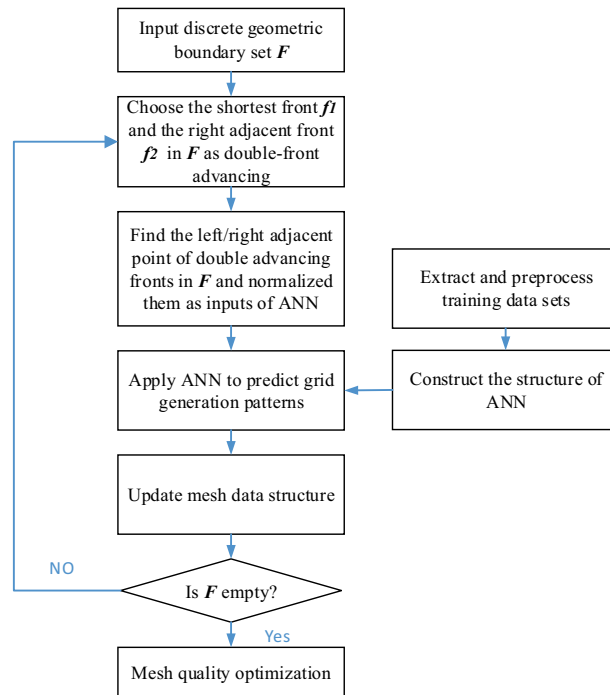 Input discrete geometric
boundary set F
Choose the shortest front f1
and the right adjacent front
f2 in F as double-front
advancing
Find the left/right adjacent
point of double advancing
fronts in F and normalized
them as inputs of ANN
Extract and preprocess
training data sets
Apply ANN to predict grid
generation patterns
Construct the structure of
ANN
Update mesh data structure
NO
Is F empty?
Yes
Mesh quality optimization